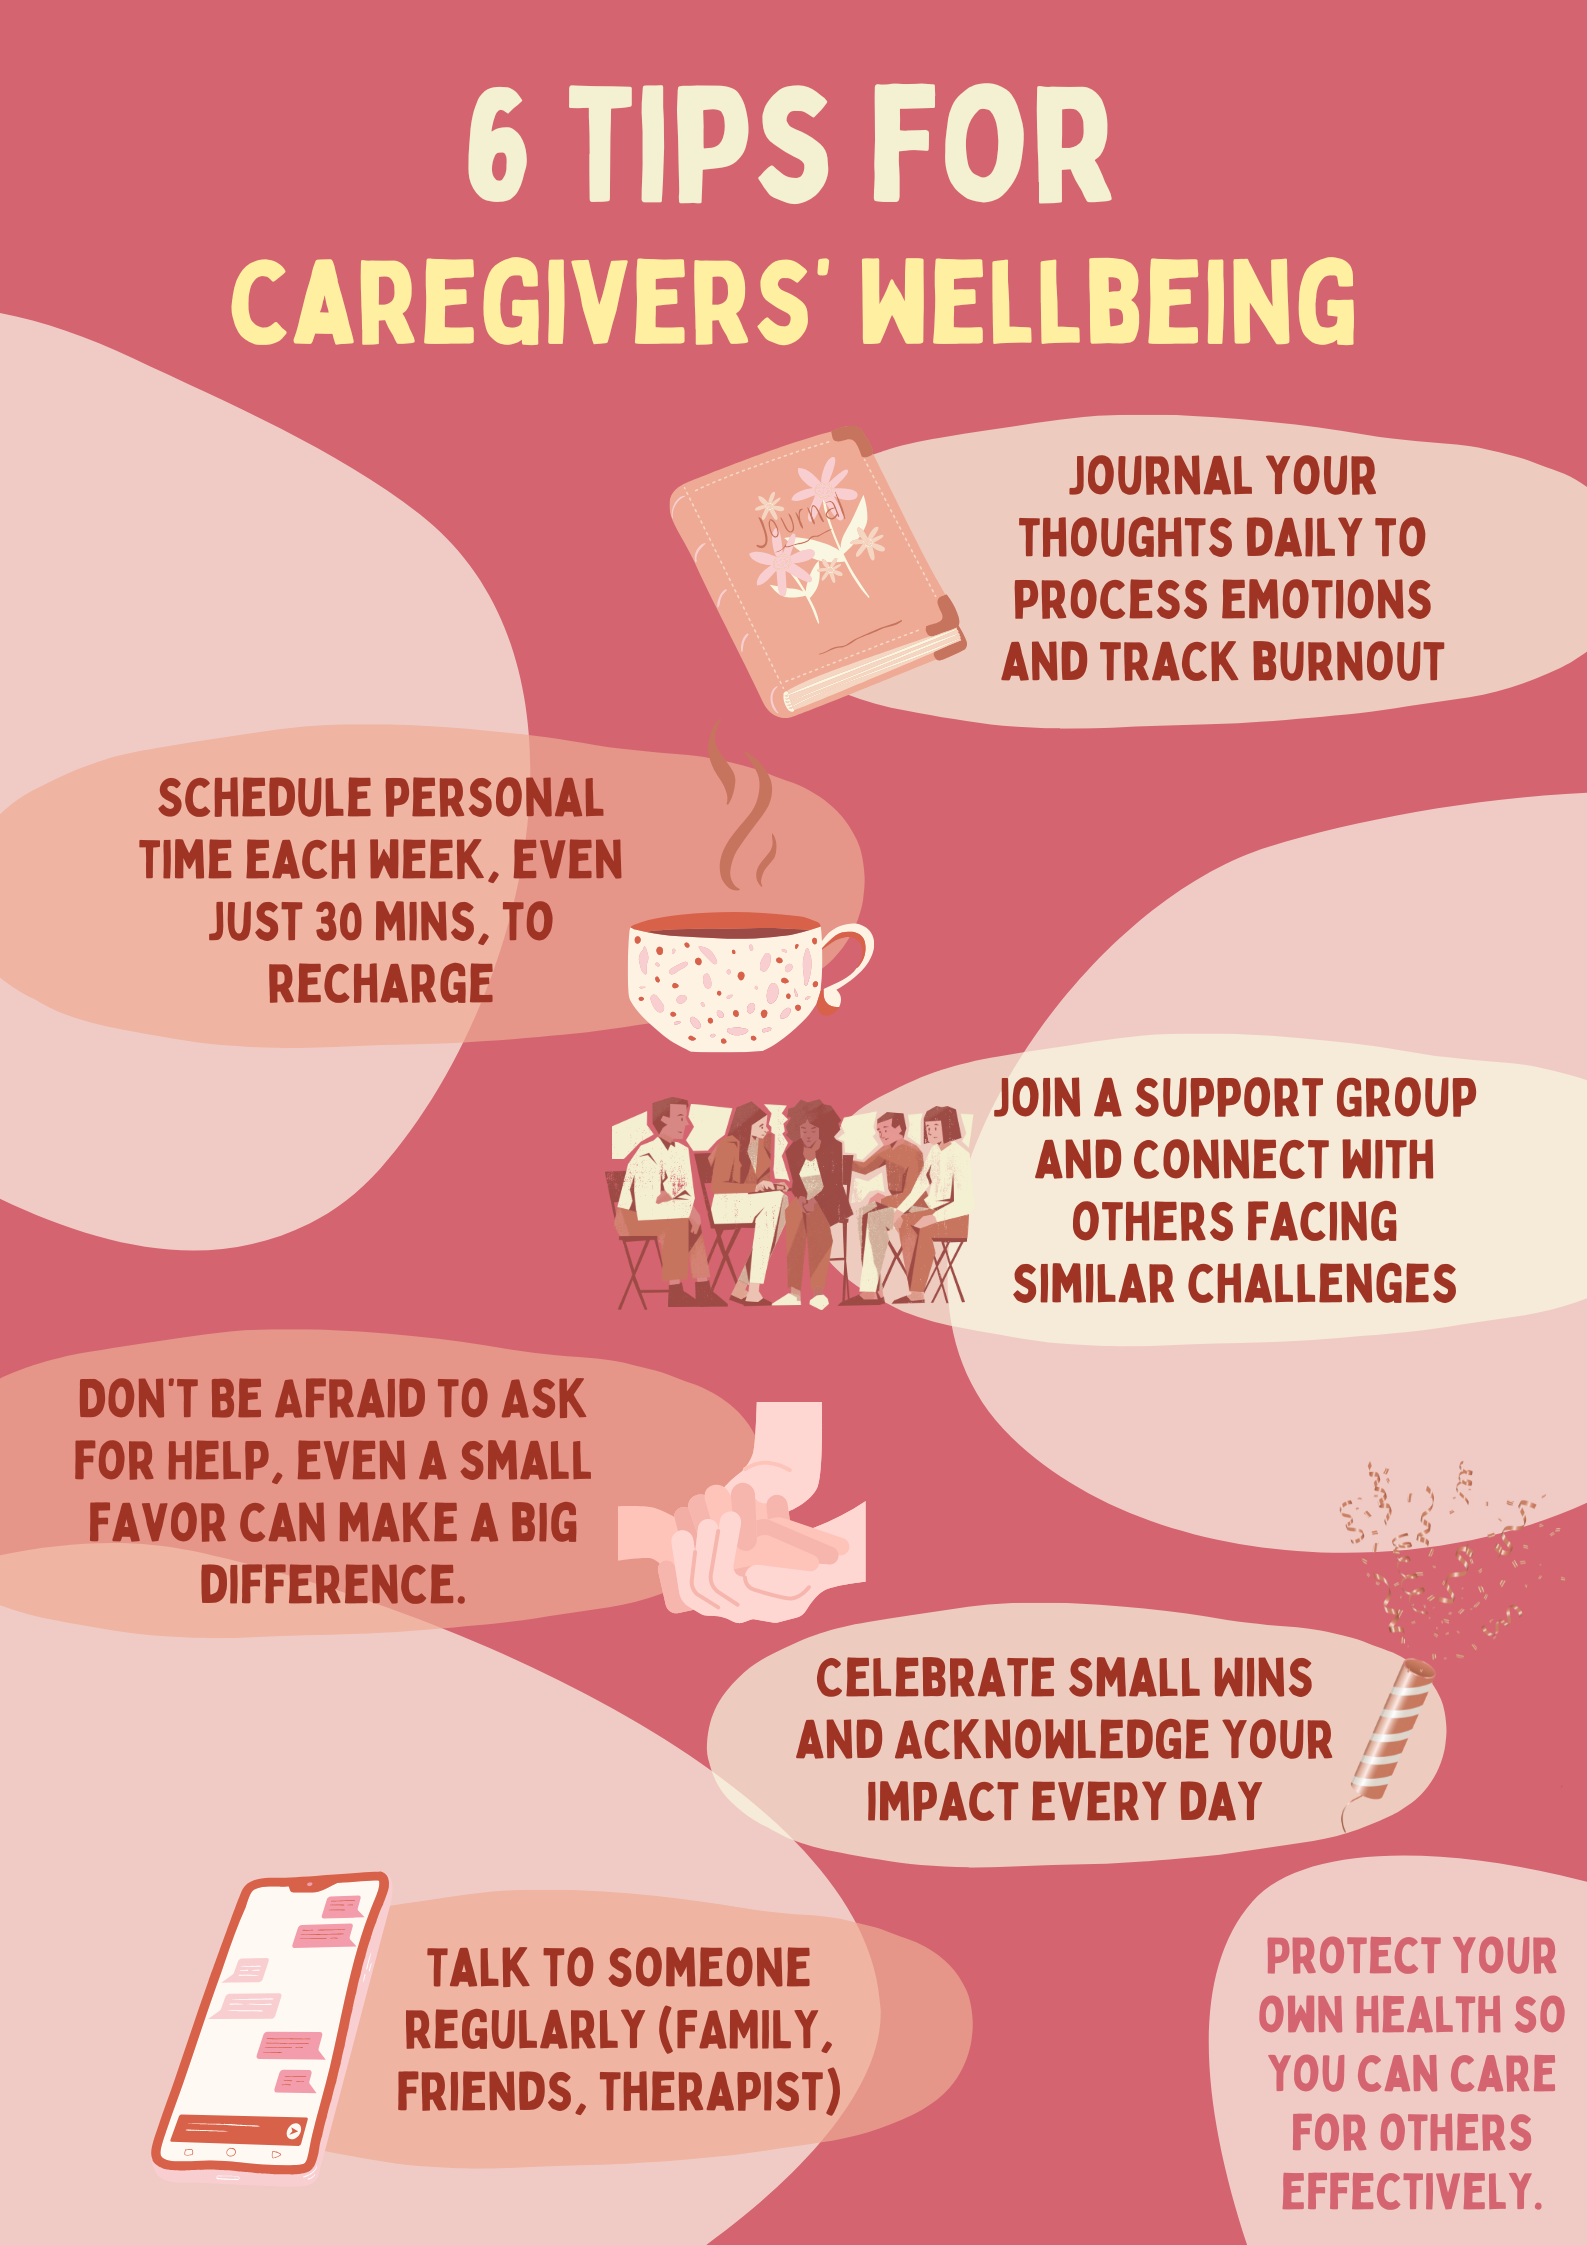 6 TIPS FOR
CAREGIVERS' WELLBEING
Journal
JOURNAL YOUR
THOUGHTS DAILY TO
PROCESS EMOTIONS
AND TRACK BURNOUT
SCHEDULE PERSONAL
TIME EACH WEEK, EVEN
JUST 30 MINS, TO
RECHARGE
JOIN A SUPPORT GROUP
AND CONNECT WITH
OTHERS FACING
SIMILAR CHALLENGES
DON'T BE AFRAID TO ASK
FOR HELP, EVEN A SMALL
FAVOR CAN MAKE A BIG
DIFFERENCE.
CELEBRATE SMALL WINS
AND ACKNOWLEDGE YOUR
IMPACT EVERY DAY
TALK TO SOMEONE
REGULARLY (FAMILY,
FRIENDS, THERAPIST)
PROTECT YOUR
OWN HEALTH SO
YOU CAN CARE
FOR OTHERS
EFFECTIVELY.